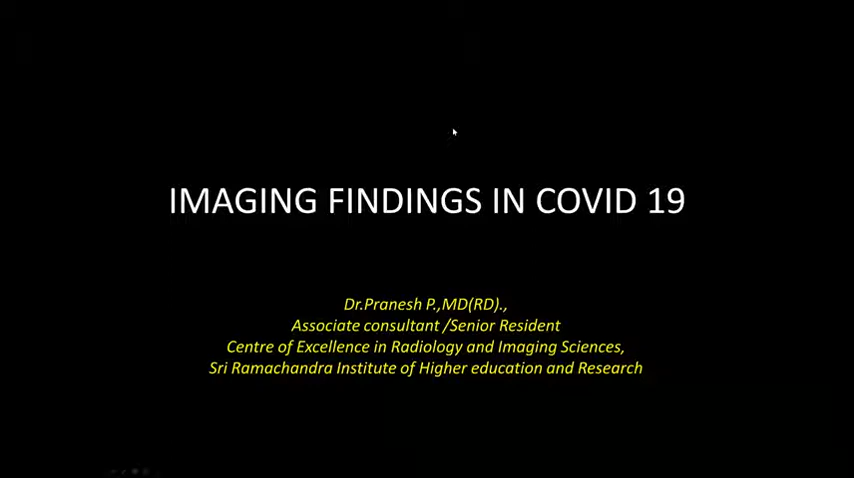 IMAGING FINDINGS IN COVID 19
Dr.Pranesh P.,MD(RD).,
Associate consultant /Senior Resident
Centre of Excellence in Radiology and Imaging Sciences,
Sri Ramachandra Institute of Higher education and Research